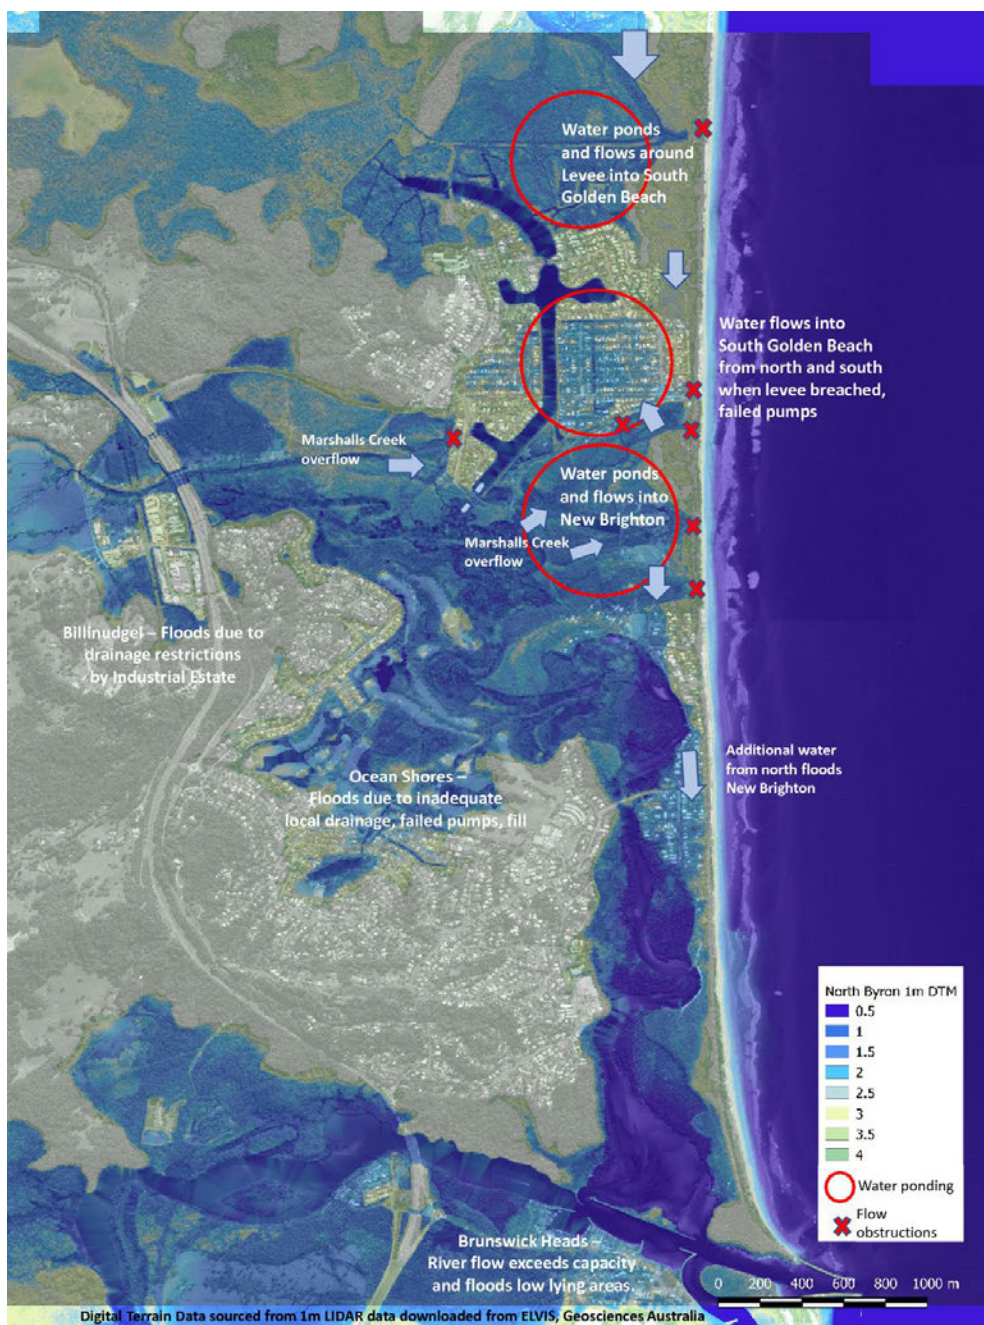 Water ponds
and flows around
Levee into South
Golden Beach
Water flows into
South Golden Beach
from north and south
when levee breached,
failed pumps
Marshalls Creek
overflow
Water ponds
and flows into
New Brighton
Marshalls Creek
overflow
Billinudgel – Floods due to
drainage restrictions
by Industrial Estate
Additional water
from north floods
New Brighton
Ocean Shores –
Floods due to inadequate
local drainage, failed pumps, fill
North Byron 1m DTM
0.5
1
1.5
2
2.5
3
3.5
4
Water ponding
Flow
obstructions
Brunswick Heads –
River flow exceeds capacity
and floods low lying areas.
0 200 400 600 800 1000 m
Digital Terrain Data sourced from 1m LIDAR data downloaded from ELVIS, Geosciences Australia